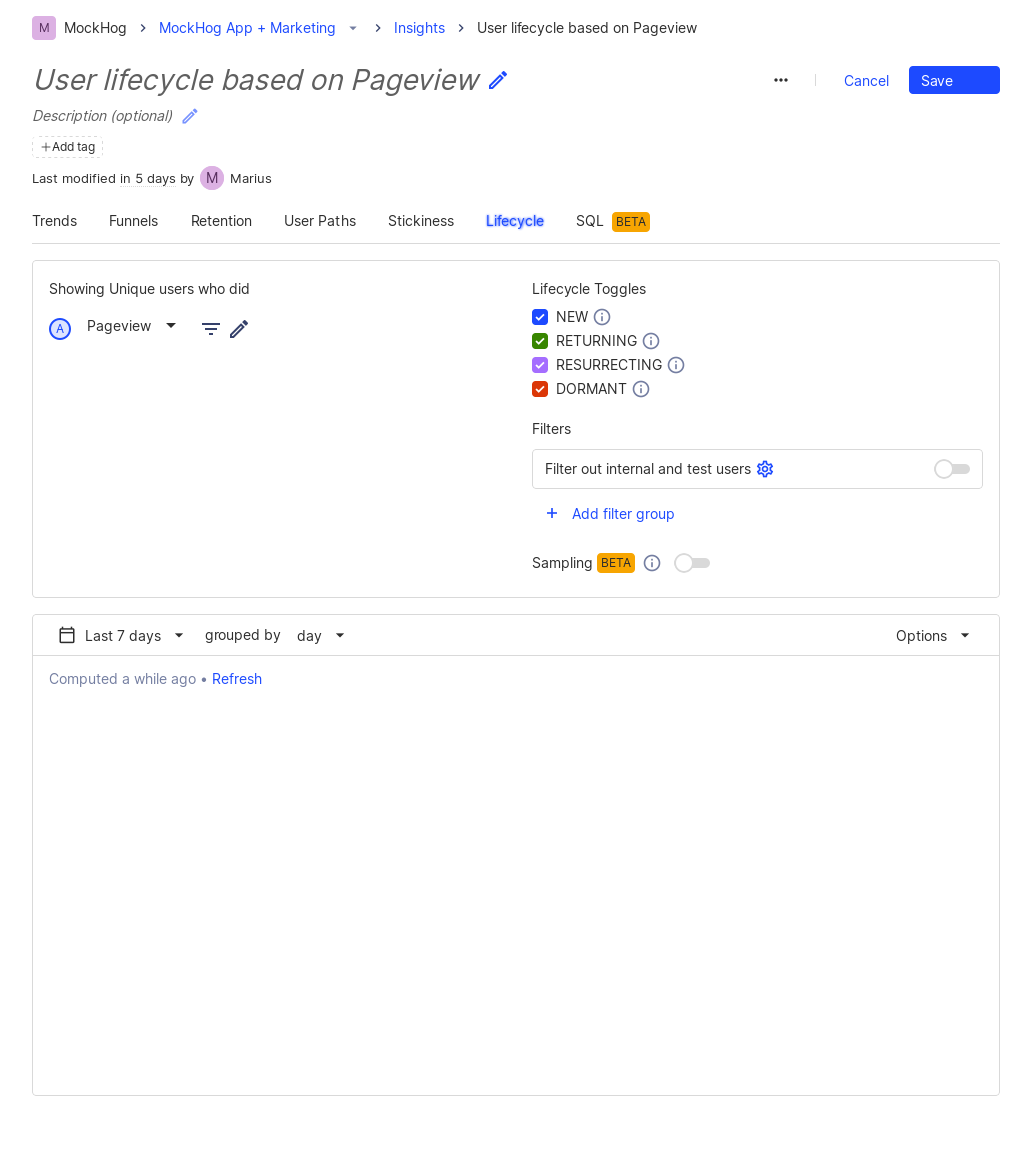 M MockHog MockHog App + Marketing Insights User lifecycle based on Pageview
User lifecycle based on Pageview Cancel Save
Description (optional)
Add tag
Last modified in 5 days by M Marius
Trends Funnels Retention User Paths Stickiness Lifecycle SQL BETA
Showing Unique users who did
A Pageview
Lifecycle Toggles
NEW
RETURNING
RESURRECTING
DORMANT
Filters
Filter out internal and test users
Add filter group
Sampling BETA
Last 7 days grouped by day Options
Computed a while ago • Refresh